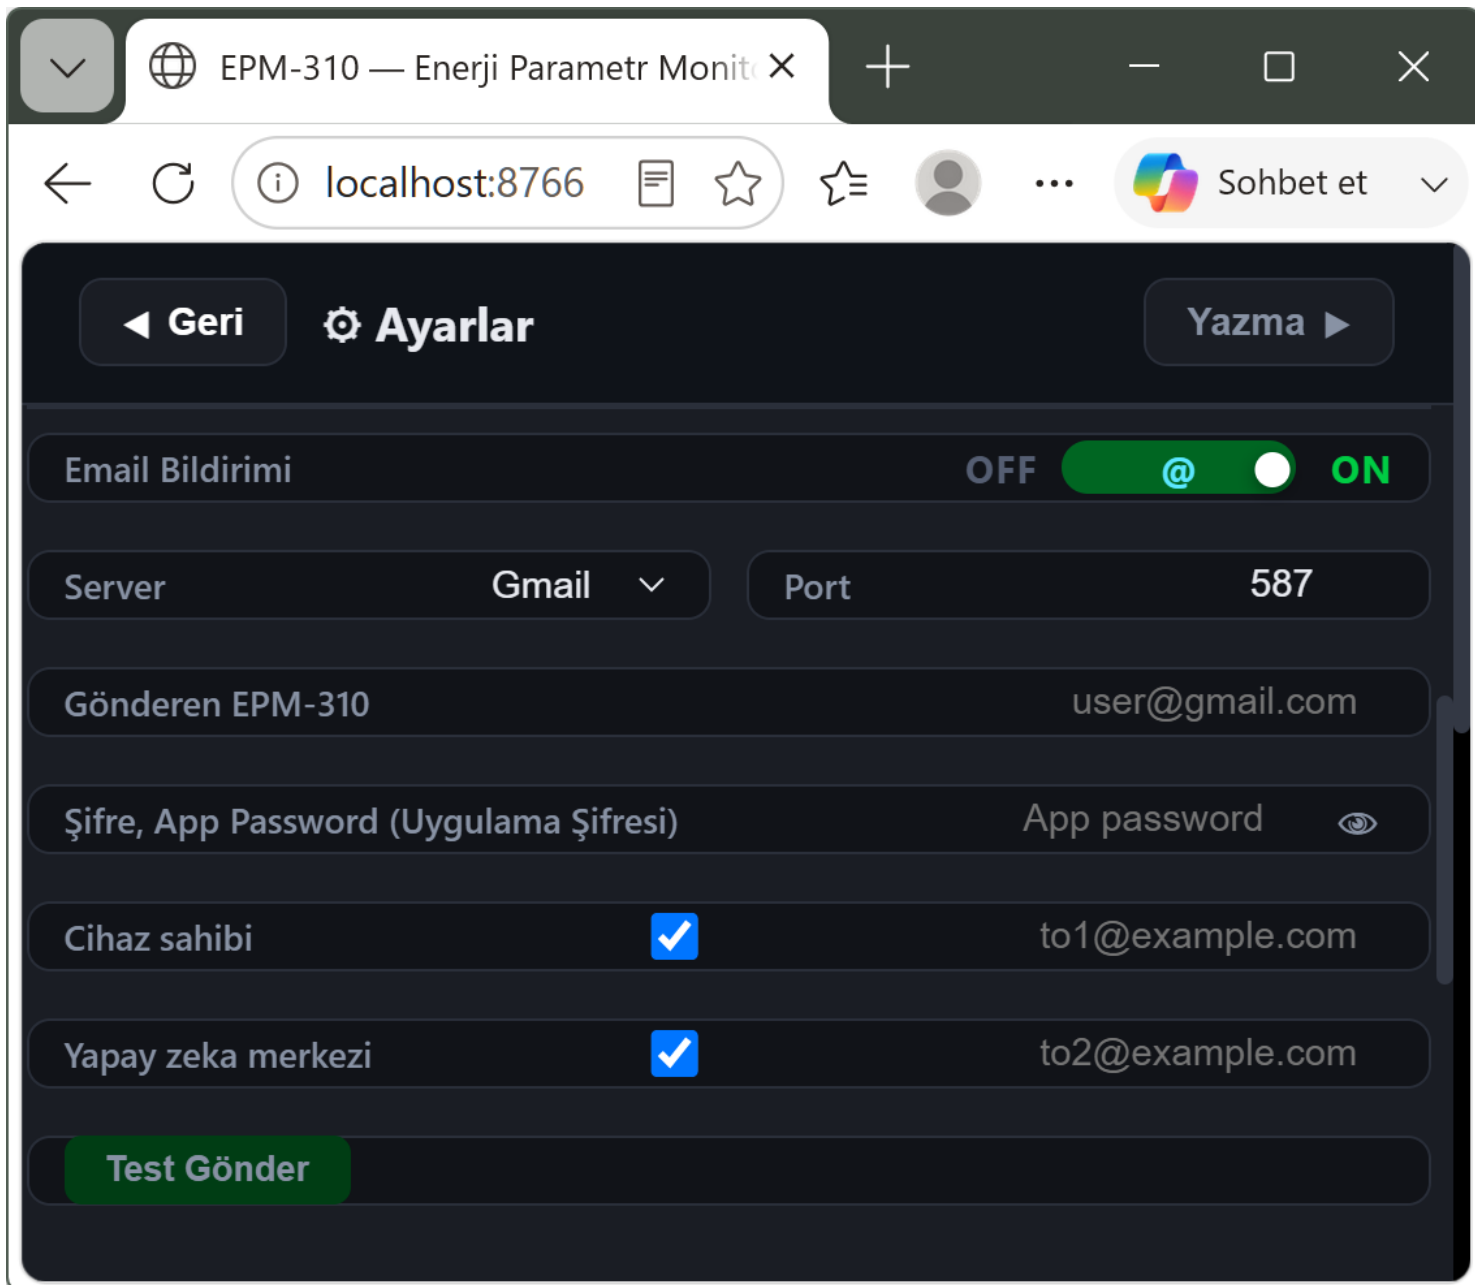 EPM-310 — Enerji Parametr Monit
localhost:8766
Sohbet et
Geri
Ayarlar
Yazma
Email Bildirimi
OFF
@
ON
Server
Gmail
Port
587
Gönderen EPM-310
user@gmail.com
Şifre, App Password (Uygulama Şifresi)
App password
Cihaz sahibi
to1@example.com
Yapay zeka merkezi
to2@example.com
Test Gönder